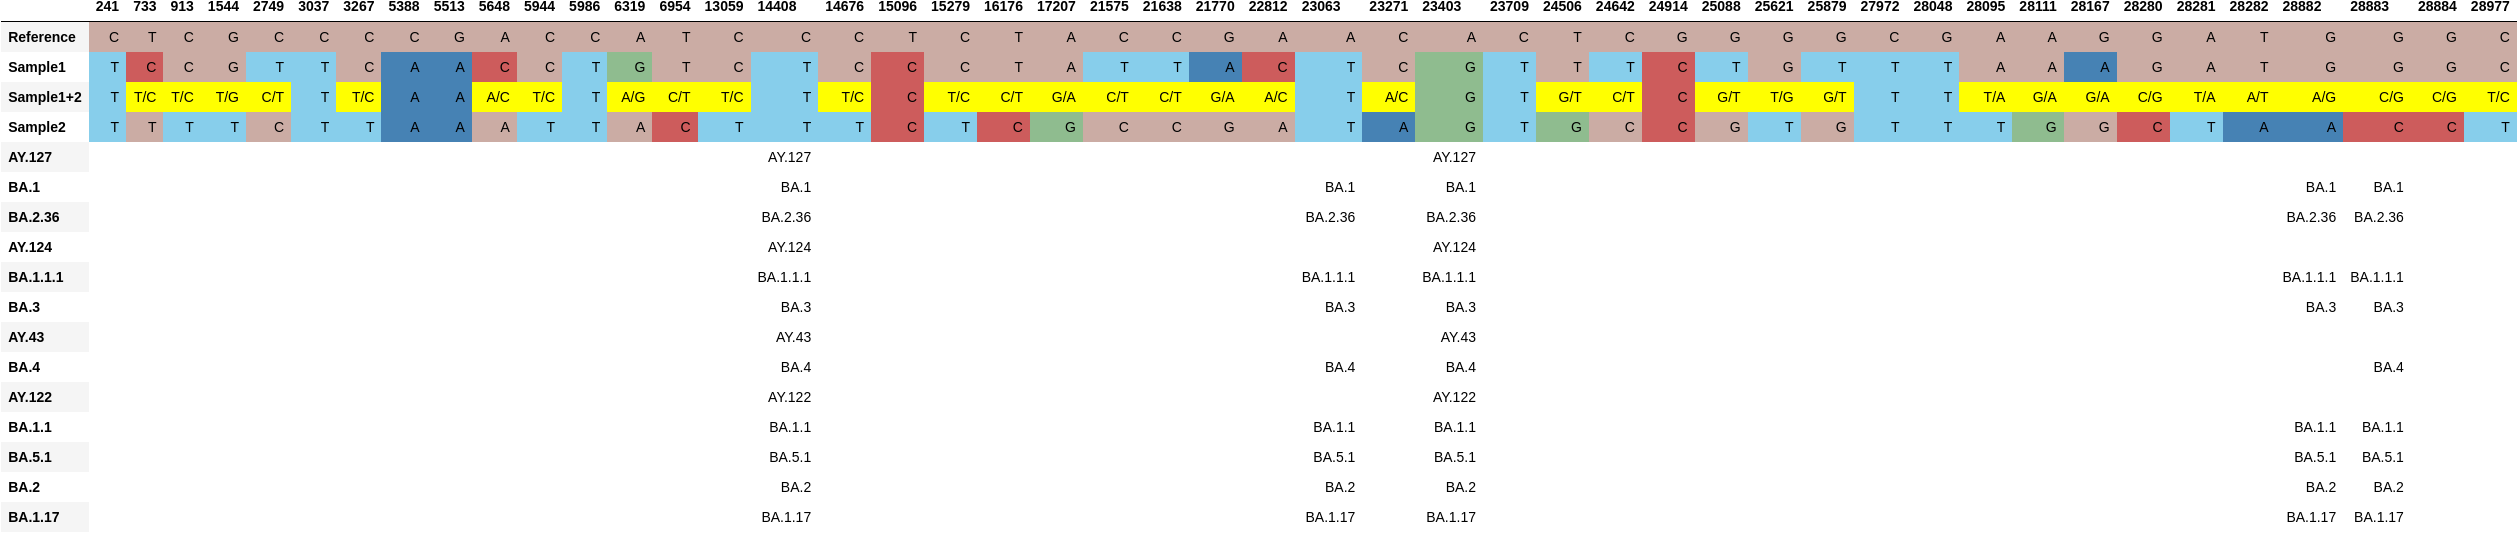 241 733 913 1544 2749 3037 3267 5388 5513 5648 5944 5986 6319 6954 13059 14408 14676 15096 15279 16176 17207 21575 21638 21770 22812 23063 23271 23403 23709 24506 24642 24914 25088 25621 25879 27972 28048 28095 28111 28167 28280 28281 28282 28882 28883 28884 28977
Reference C T C G C C C C G A C C A T C C C T C T A C C G A A C A C T C G G G G C G A A G G A T G G G C
Sample1 T C C G T T C A A C C T G T C T C C C T A T T A C T C G T T T C T G T T T A A A G A T G G G C
Sample1+2 T T/C T/C T/G C/T T T/C A A A/C T/C T A/G C/T T/C T T/C C T/C C/T G/A C/T C/T G/A A/C T A/C G T G/T C/T C G/T T/G G/T T T T/A G/A G/A C/G T/A A/T A/G C/G C/G T/C
Sample2 T T T T C T T A A A T T A C T T T C T C G C C G A T A G T G C C G T G T T T G G C T A A C C T
AY.127 AY.127 AY.127
BA.1 BA.1 BA.1 BA.1 BA.1 BA.1
BA.2.36 BA.2.36 BA.2.36 BA.2.36 BA.2.36 BA.2.36
AY.124 AY.124 AY.124
BA.1.1.1 BA.1.1.1 BA.1.1.1 BA.1.1.1 BA.1.1.1 BA.1.1.1
BA.3 BA.3 BA.3 BA.3 BA.3 BA.3
AY.43 AY.43 AY.43
BA.4 BA.4 BA.4 BA.4 BA.4
AY.122 AY.122 AY.122
BA.1.1 BA.1.1 BA.1.1 BA.1.1 BA.1.1 BA.1.1
BA.5.1 BA.5.1 BA.5.1 BA.5.1 BA.5.1 BA.5.1
BA.2 BA.2 BA.2 BA.2 BA.2 BA.2
BA.1.17 BA.1.17 BA.1.17 BA.1.17 BA.1.17 BA.1.17